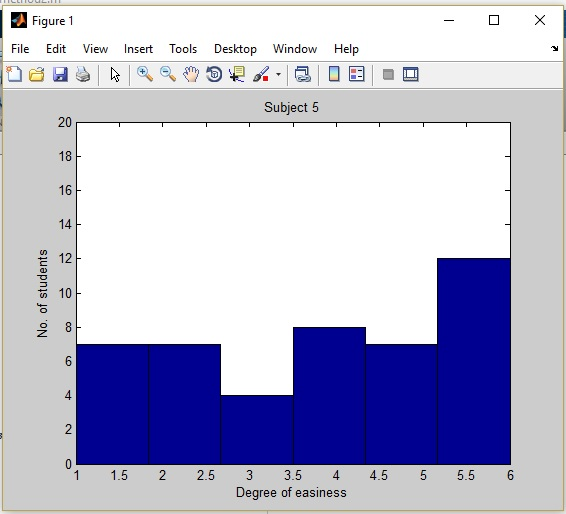 Figure 1
File Edit View Insert Tools Desktop Window Help
Subject 5
No. of students
20
18
16
14
12
10
8
6
4
2
0
1 1.5 2 2.5 3 3.5 4 4.5 5 5.5 6
Degree of easiness